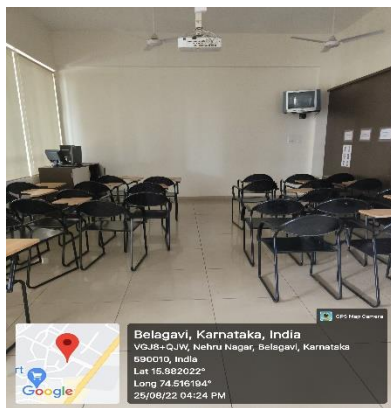 GPS Map Camera
Belagavi, Karnataka, India
VGJ8+QJW, Nehru Nagar, Belagavi, Karnataka
590010, India
Lat 15.882022°
Long 74.516194°
25/08/22 04:24 PM
Google